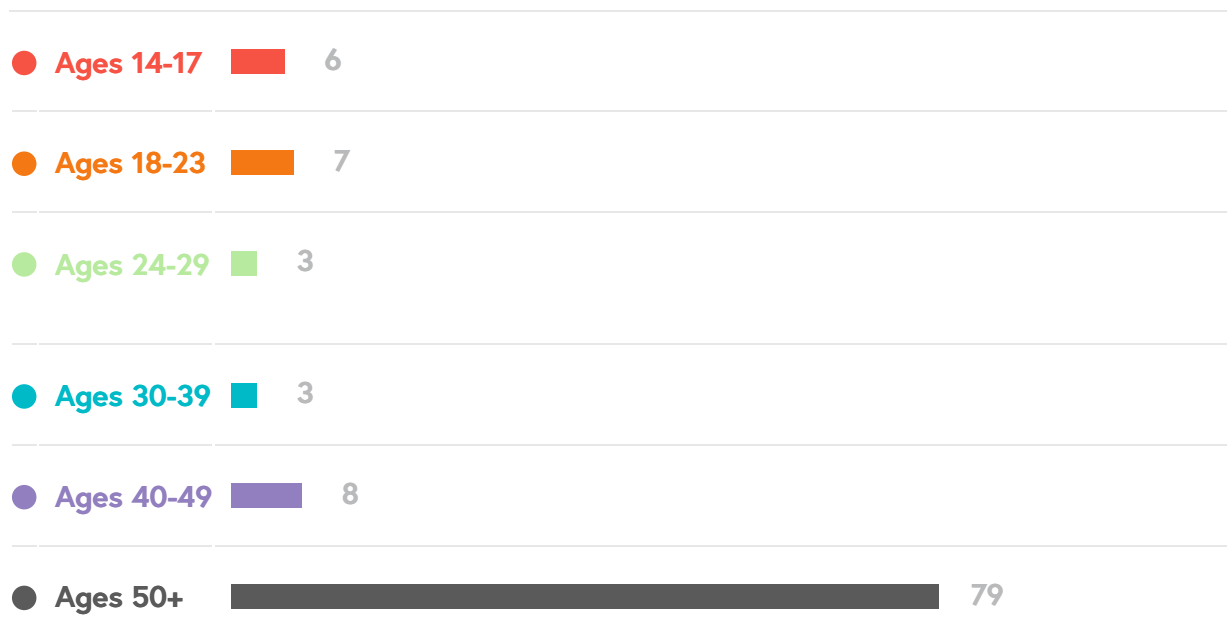 Ages 14-17 6
Ages 18-23 7
Ages 24-29 3
Ages 30-39 3
Ages 40-49 8
Ages 50+ 79